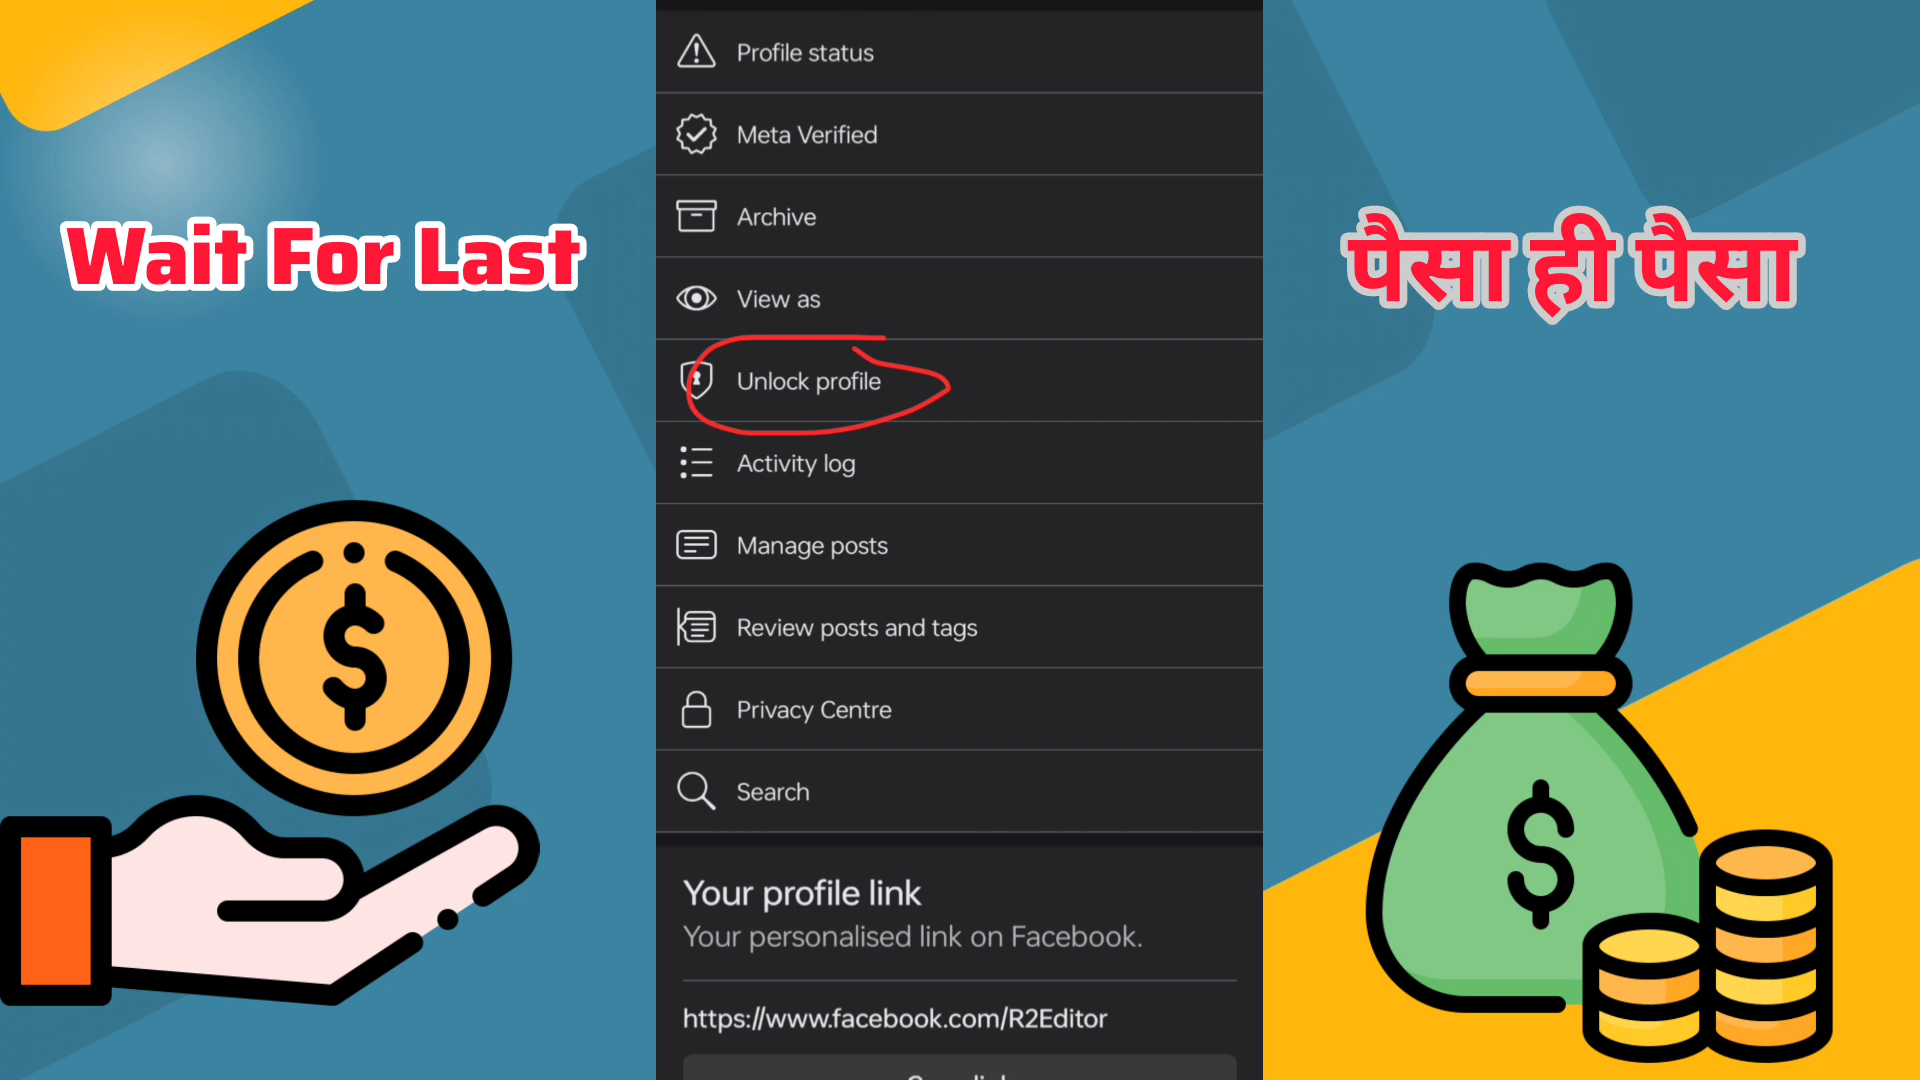 Wait For Last
Profile status
Meta Verified
Archive
View as
Unlock profile
Activity log
Manage posts
Review posts and tags
Privacy Centre
Search
Your profile link
Your personalised link on Facebook.
https://www.facebook.com/R2Editor
पैसा ही पैसा